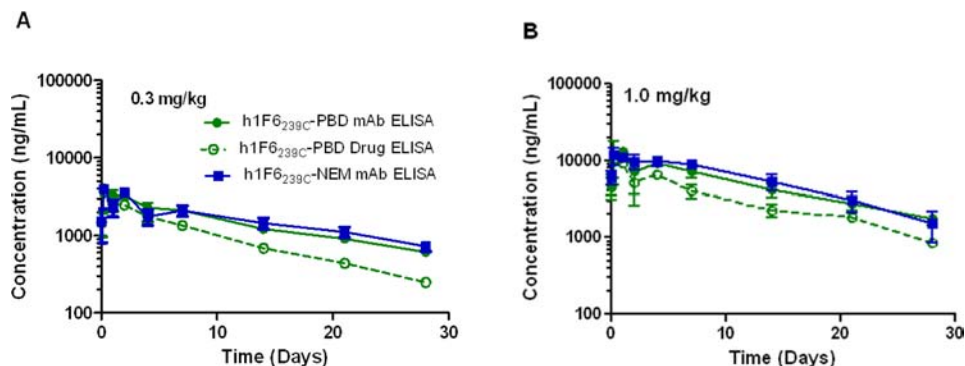 A
Concentration (ng/mL)
100000
10000
1000
100
0.3 mg/kg
h1F6239C-PBD mAb ELISA
h1F6239C-PBD Drug ELISA
h1F6239C-NEM mAb ELISA
0 10 20 30
Time (Days)
B
Concentration (ng/mL)
100000
10000
1000
100
1.0 mg/kg
0 10 20 30
Time (Days)